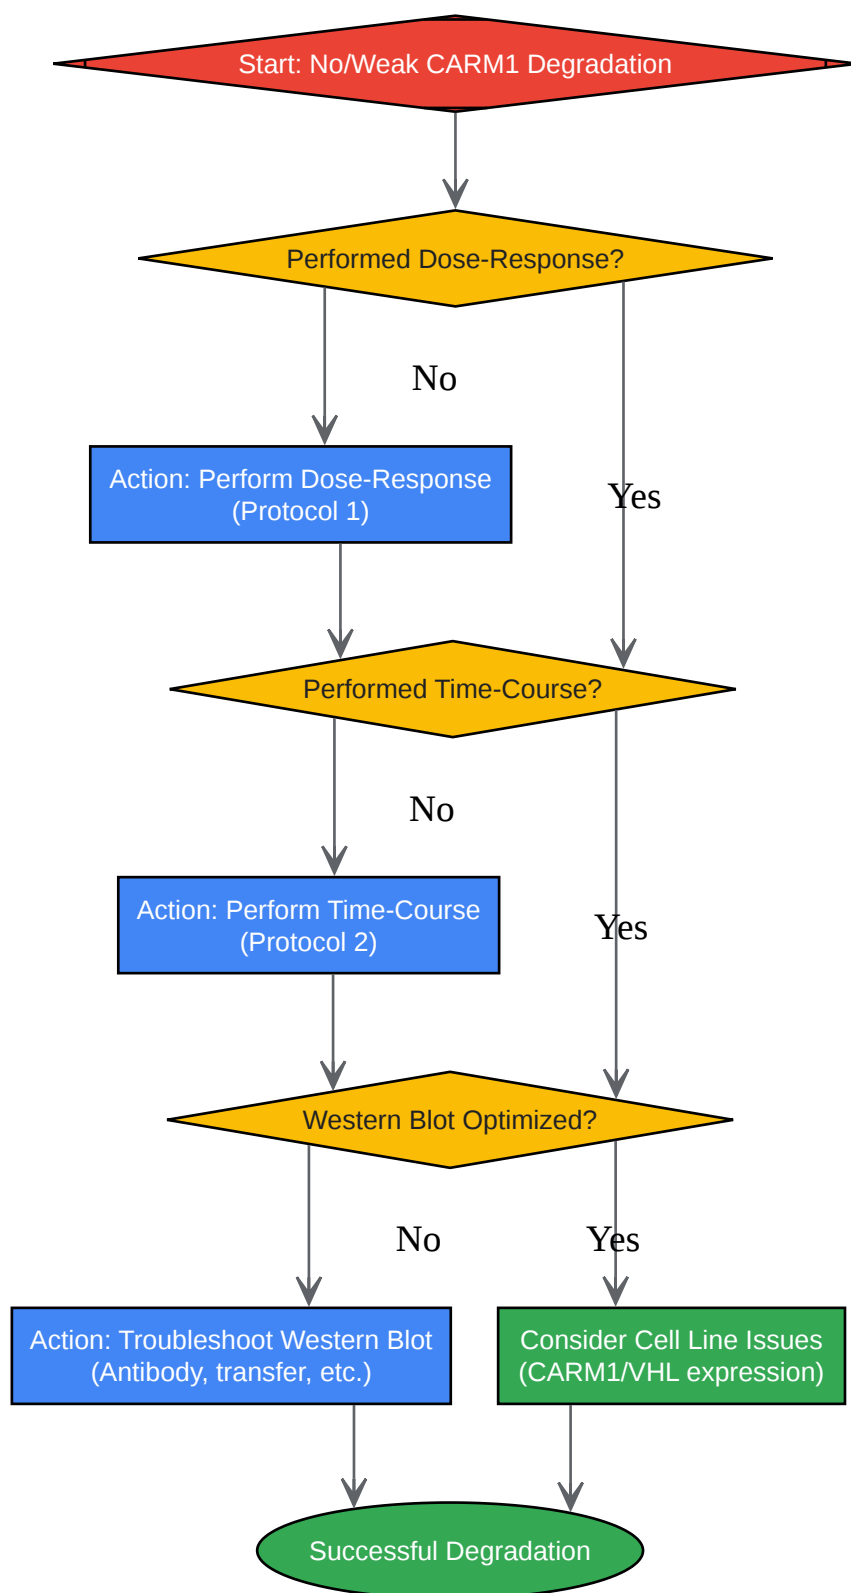 Start: No/Weak CARM1 Degradation
Performed Dose-Response?
No
Action: Perform Dose-Response
(Protocol 1)
Yes
Performed Time-Course?
No
Action: Perform Time-Course
(Protocol 2)
Yes
Western Blot Optimized?
No
Yes
Action: Troubleshoot Western Blot
(Antibody, transfer, etc.)
Consider Cell Line Issues
(CARM1/VHL expression)
Successful Degradation